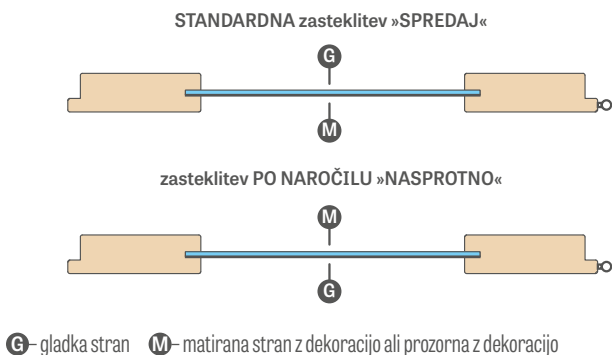 STANDARDNA zasteklitev »SPREDAJ«
G
M
zasteklitev PO NAROČILU »NASPROTNO«
M
G
G – gladka stran M – matirana stran z dekoracijo ali prozorna z dekoracijo